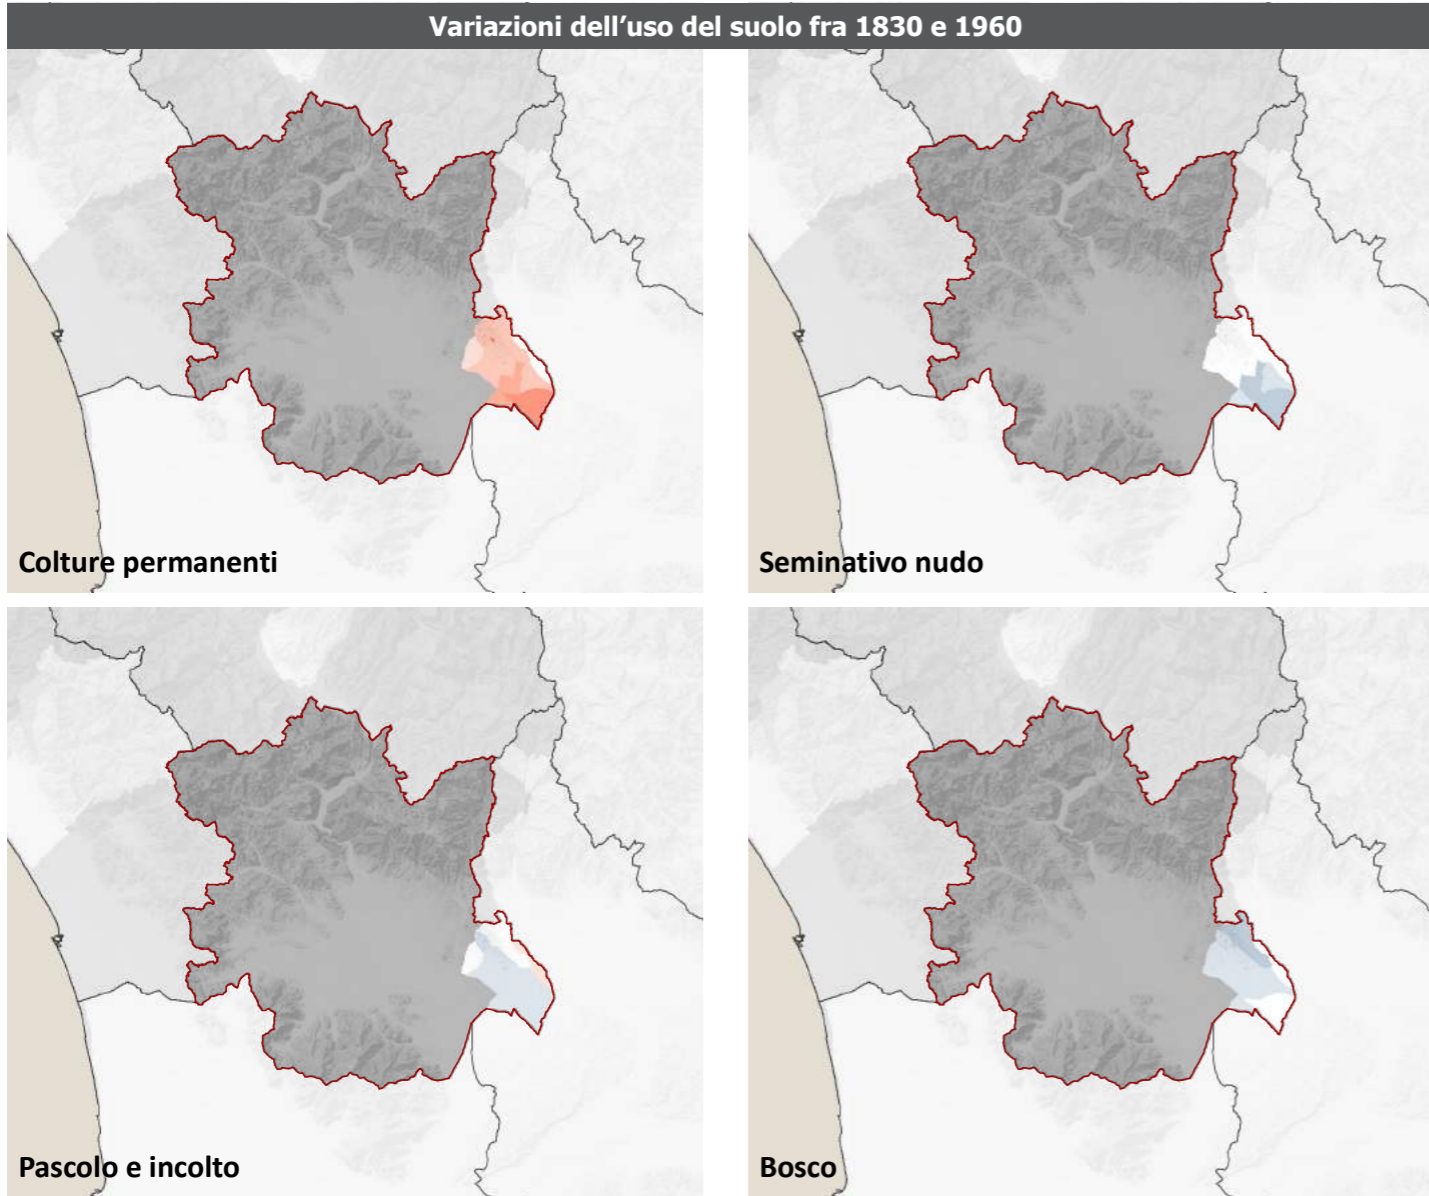 Variazioni dell’uso del suolo fra 1830 e 1960
Colture permanenti
Seminativo nudo
Pascolo e incolto
Bosco